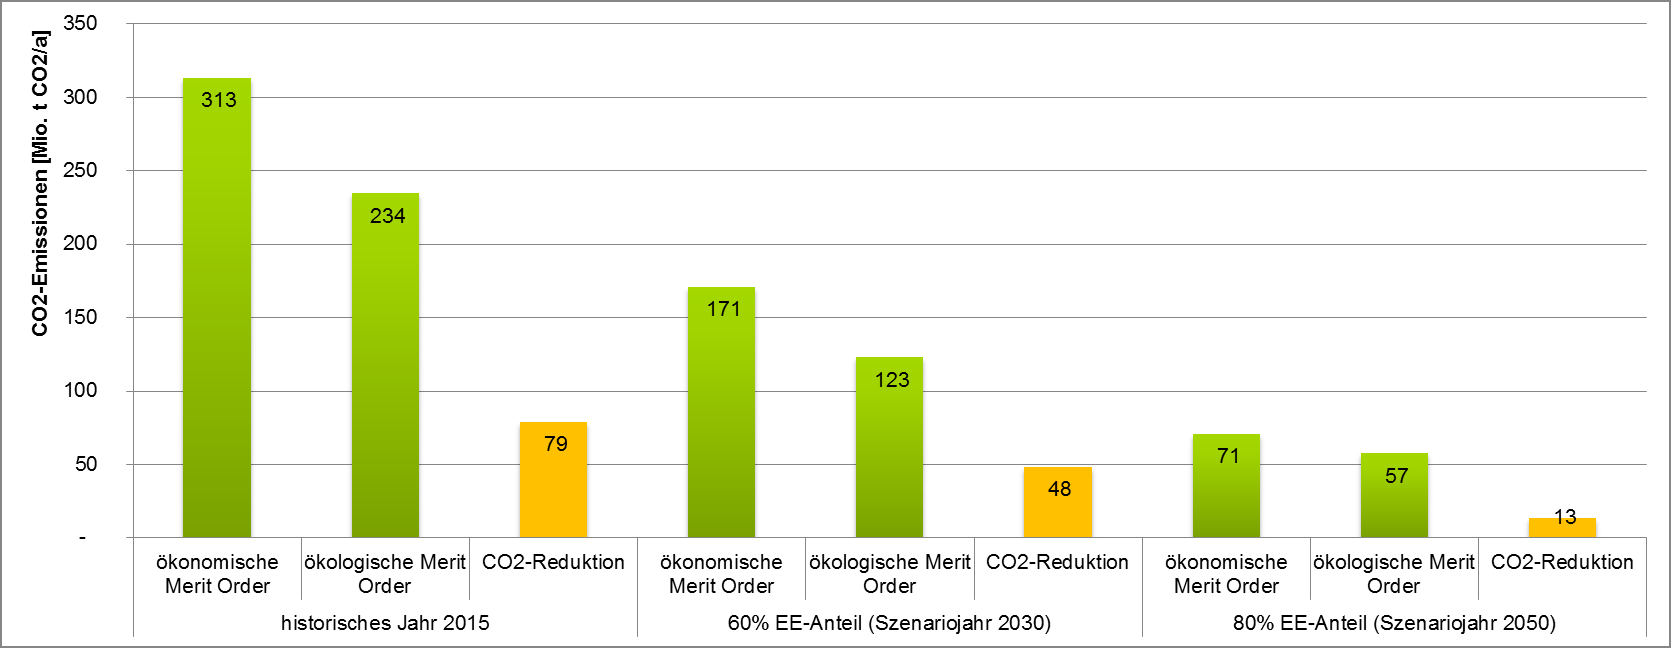 CO2-Emissionen [Mio. t CO2/a]
350
300
250
200
150
100
50
-
313
234
79
171
123
48
71
57
13
ökonomische
Merit Order
ökologische Merit
Order
CO2-Reduktion
ökonomische
Merit Order
ökologische Merit
Order
CO2-Reduktion
ökonomische
Merit Order
ökologische Merit
Order
CO2-Reduktion
historisches Jahr 2015
60% EE-Anteil (Szenariojahr 2030)
80% EE-Anteil (Szenariojahr 2050)